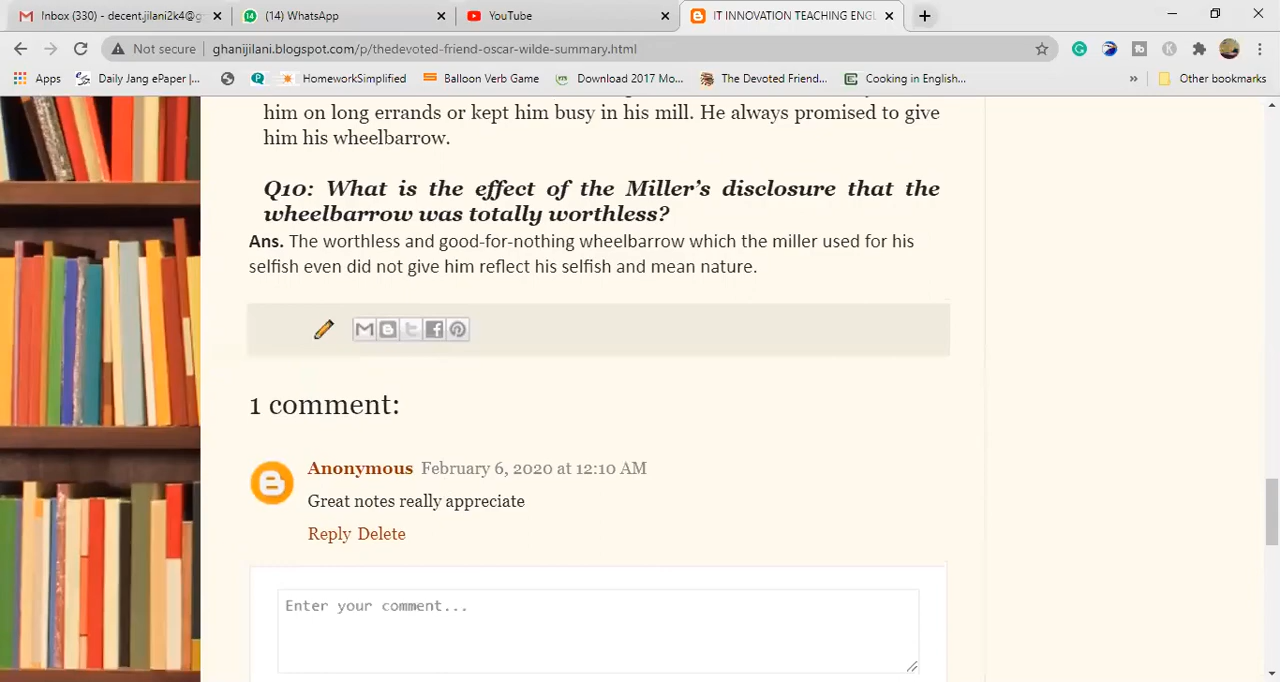 Inbox (330) - decent.jilani2k4@g
(14) WhatsApp
YouTube
IT INNOVATION TEACHING ENGL
Not secure
ghanijilani.blogspot.com/p/thedevoted-friend-oscar-wilde-summary.html
Apps
Daily Jang ePaper |...
HomeworkSimplified
Balloon Verb Game
Download 2017 Mo...
The Devoted Friend...
Cooking in English...
»
Other bookmarks
him on long errands or kept him busy in his mill. He always promised to give
him his wheelbarrow.
Q10: What is the effect of the Miller's disclosure that the
wheelbarrow was totally worthless?
Ans. The worthless and good-for-nothing wheelbarrow which the miller used for his
selfish even did not give him reflect his selfish and mean nature.
1 comment:
Anonymous February 6, 2020 at 12:10 AM
Great notes really appreciate
Reply Delete
Enter your comment...